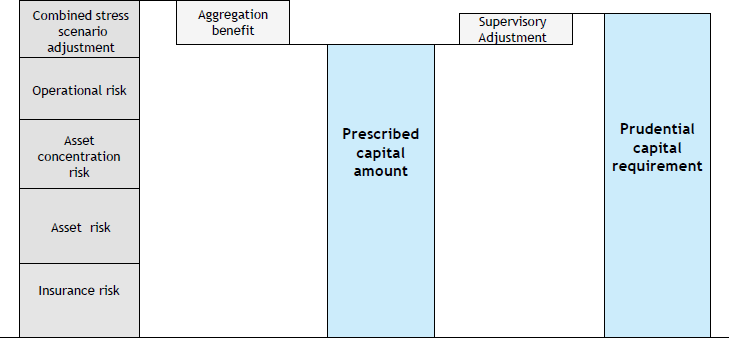 Combined stress
scenario
adjustment
Operational risk
Asset
concentration
risk
Asset risk
Insurance risk
Aggregation
benefit
Prescribed
capital
amount
Supervisory
Adjustment
Prudential
capital
requirement